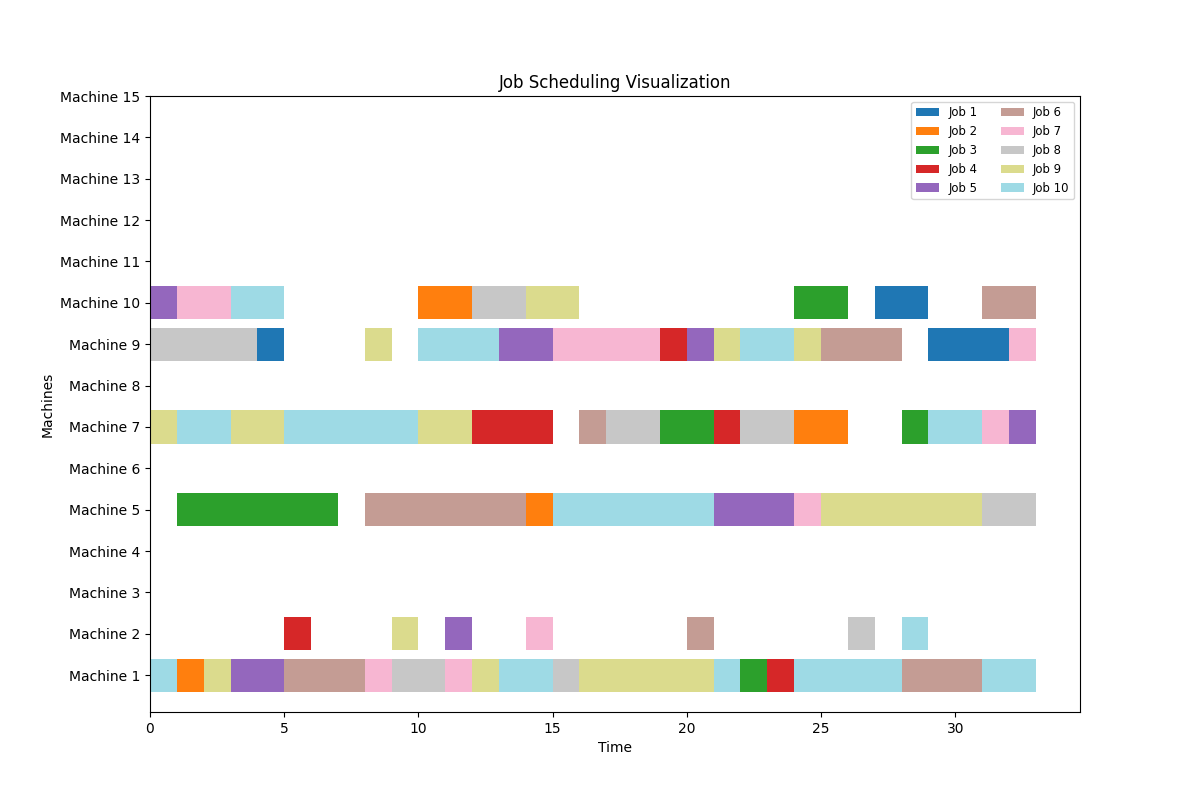 Job Scheduling Visualization
Machine 15
Machine 14
Machine 13
Machine 12
Machine 11
Machine 10
Machine 9
Machine 8
Machine 7
Machine 6
Machine 5
Machine 4
Machine 3
Machine 2
Machine 1
Machines
Job 1
Job 2
Job 3
Job 4
Job 5
Job 6
Job 7
Job 8
Job 9
Job 10
0 5 10 15 20 25 30
Time